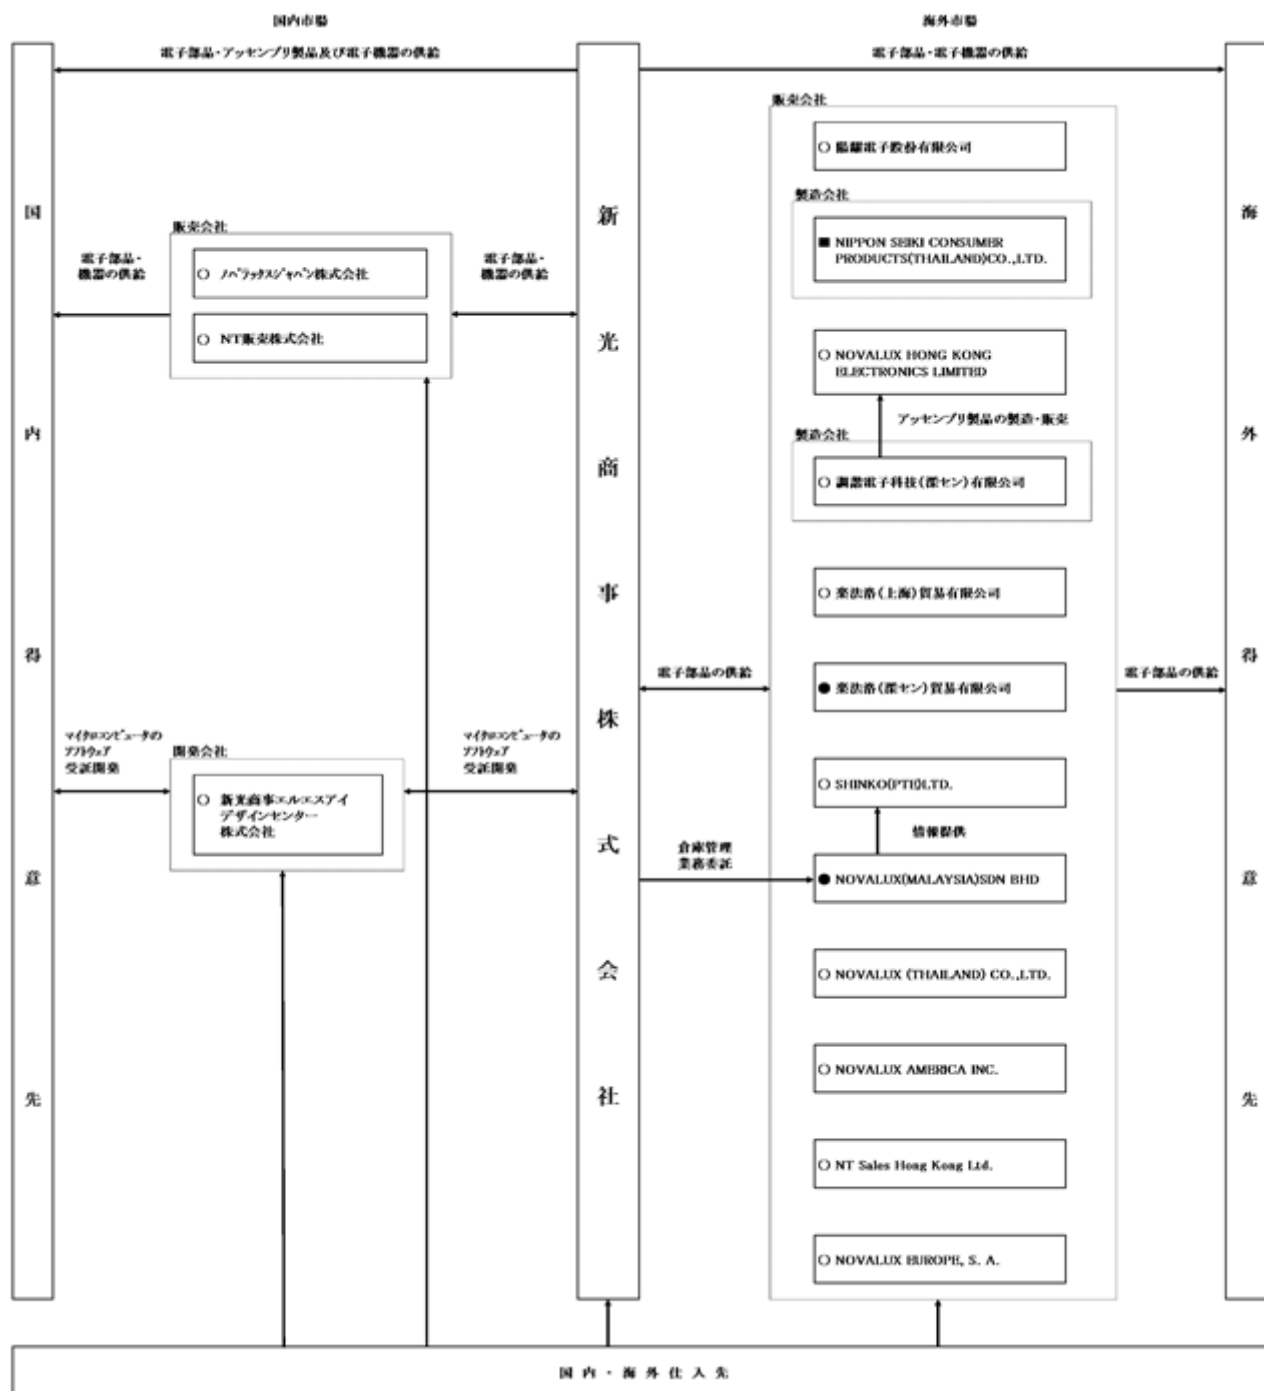 国内市場
海外市場
電子部品・アッセンブリ製品及び電子機器の供給
電子部品・電子機器の供給
国内得意先
販売会社
電子部品・
機器の供給
○ ノバラックスジャパン株式会社
○ NT販売株式会社
電子部品・
機器の供給
マイクロコンピュータの
ソフトウェア
受託開発
開発会社
○ 新光商事エルエスアイ
デザインセンター
株式会社
マイクロコンピュータの
ソフトウェア
受託開発
新光商事株式会社
電子部品の供給
倉庫管理
業務委託
販売会社
電子股份有限公司
製造会社
■ NIPPON SEIKI CONSUMER
PRODUCTS(THAILAND)CO.,LTD.
○ NOVALUX HONG KONG
ELECTRONICS LIMITED
アッセンブリ製品の製造・販売
製造会社
電子科技(深セン)有限公司
○ 楽法洛(上海)貿易有限公司
● 楽法洛(深セン)貿易有限公司
○ SHINKO(PTE)LTD.
情報提供
● NOVALUX(MALAYSIA)SDN BHD
○ NOVALUX (THAILAND) CO.,LTD.
○ NOVALUX AMERICA INC.
○ NT Sales Hong Kong Ltd.
○ NOVALUX EUROPE, S. A.
電子部品の供給
海外得意先
国内・海外仕入先